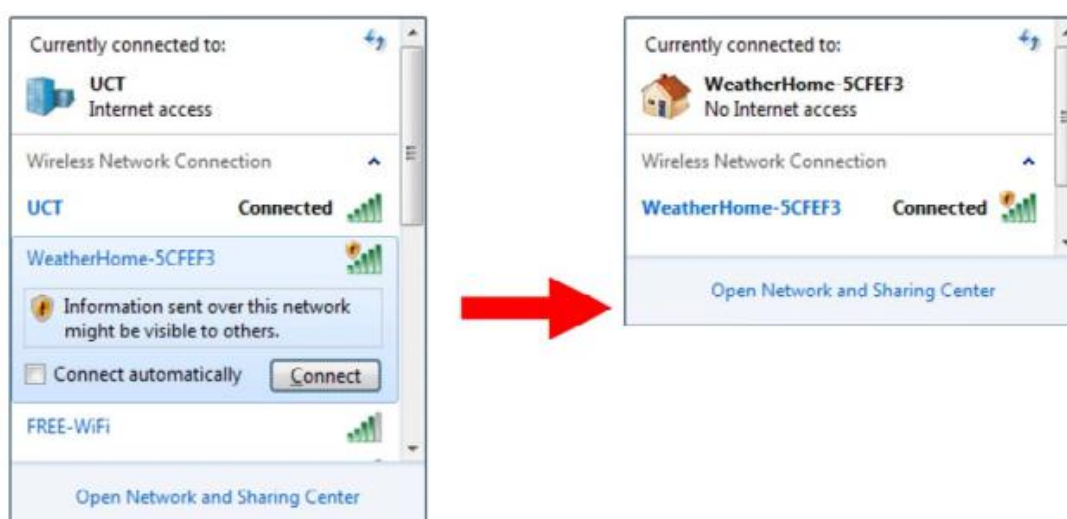 Currently connected to:
UCT
Internet access
Wireless Network Connection
UCT Connected
WeatherHome-5CFEF3
Information sent over this network
might be visible to others.
Connect automatically Connect
FREE-WiFi
Open Network and Sharing Center
Currently connected to:
WeatherHome-5CFEF3
No Internet access
Wireless Network Connection
WeatherHome-5CFEF3 Connected
Open Network and Sharing Center